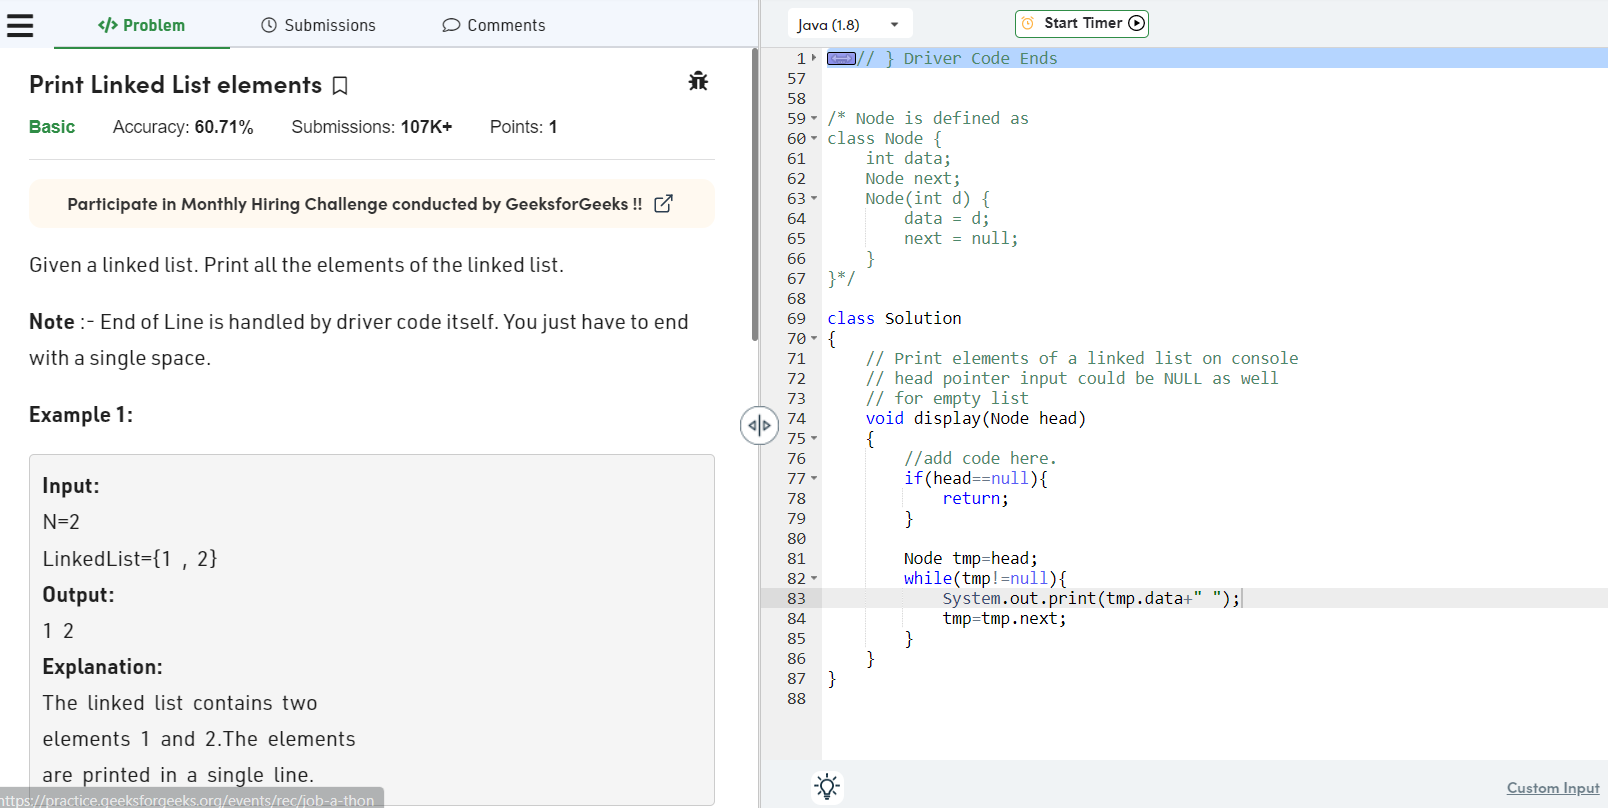 Problem
Submissions
Comments
Print Linked List elements
Basic Accuracy: 60.71% Submissions: 107K+ Points: 1
Participate in Monthly Hiring Challenge conducted by GeeksforGeeks !!
Given a linked list. Print all the elements of the linked list.
Note :- End of Line is handled by driver code itself. You just have to end
with a single space.
Example 1:
Input:
N=2
LinkedList={1 , 2}
Output:
1 2
Explanation:
The linked list contains two
elements 1 and 2.The elements
are printed in a single line.
https://practice.geeksforgeeks.org/events/rec/job-a-thon
Java (1.8)
Start Timer
1 // } Driver Code Ends
57
58
59 /* Node is defined as
60 class Node {
61     int data;
62     Node next;
63     Node(int d) {
64         data = d;
65         next = null;
66     }
67 }*/
68
69 class Solution
70 {
71     // Print elements of a linked list on console
72     // head pointer input could be NULL as well
73     // for empty list
74     void display(Node head)
75     {
76         //add code here.
77         if(head==null){
78             return;
79         }
80
81         Node tmp=head;
82         while(tmp!=null){
83             System.out.print(tmp.data+" ");
84             tmp=tmp.next;
85         }
86     }
87 }
88
Custom Input